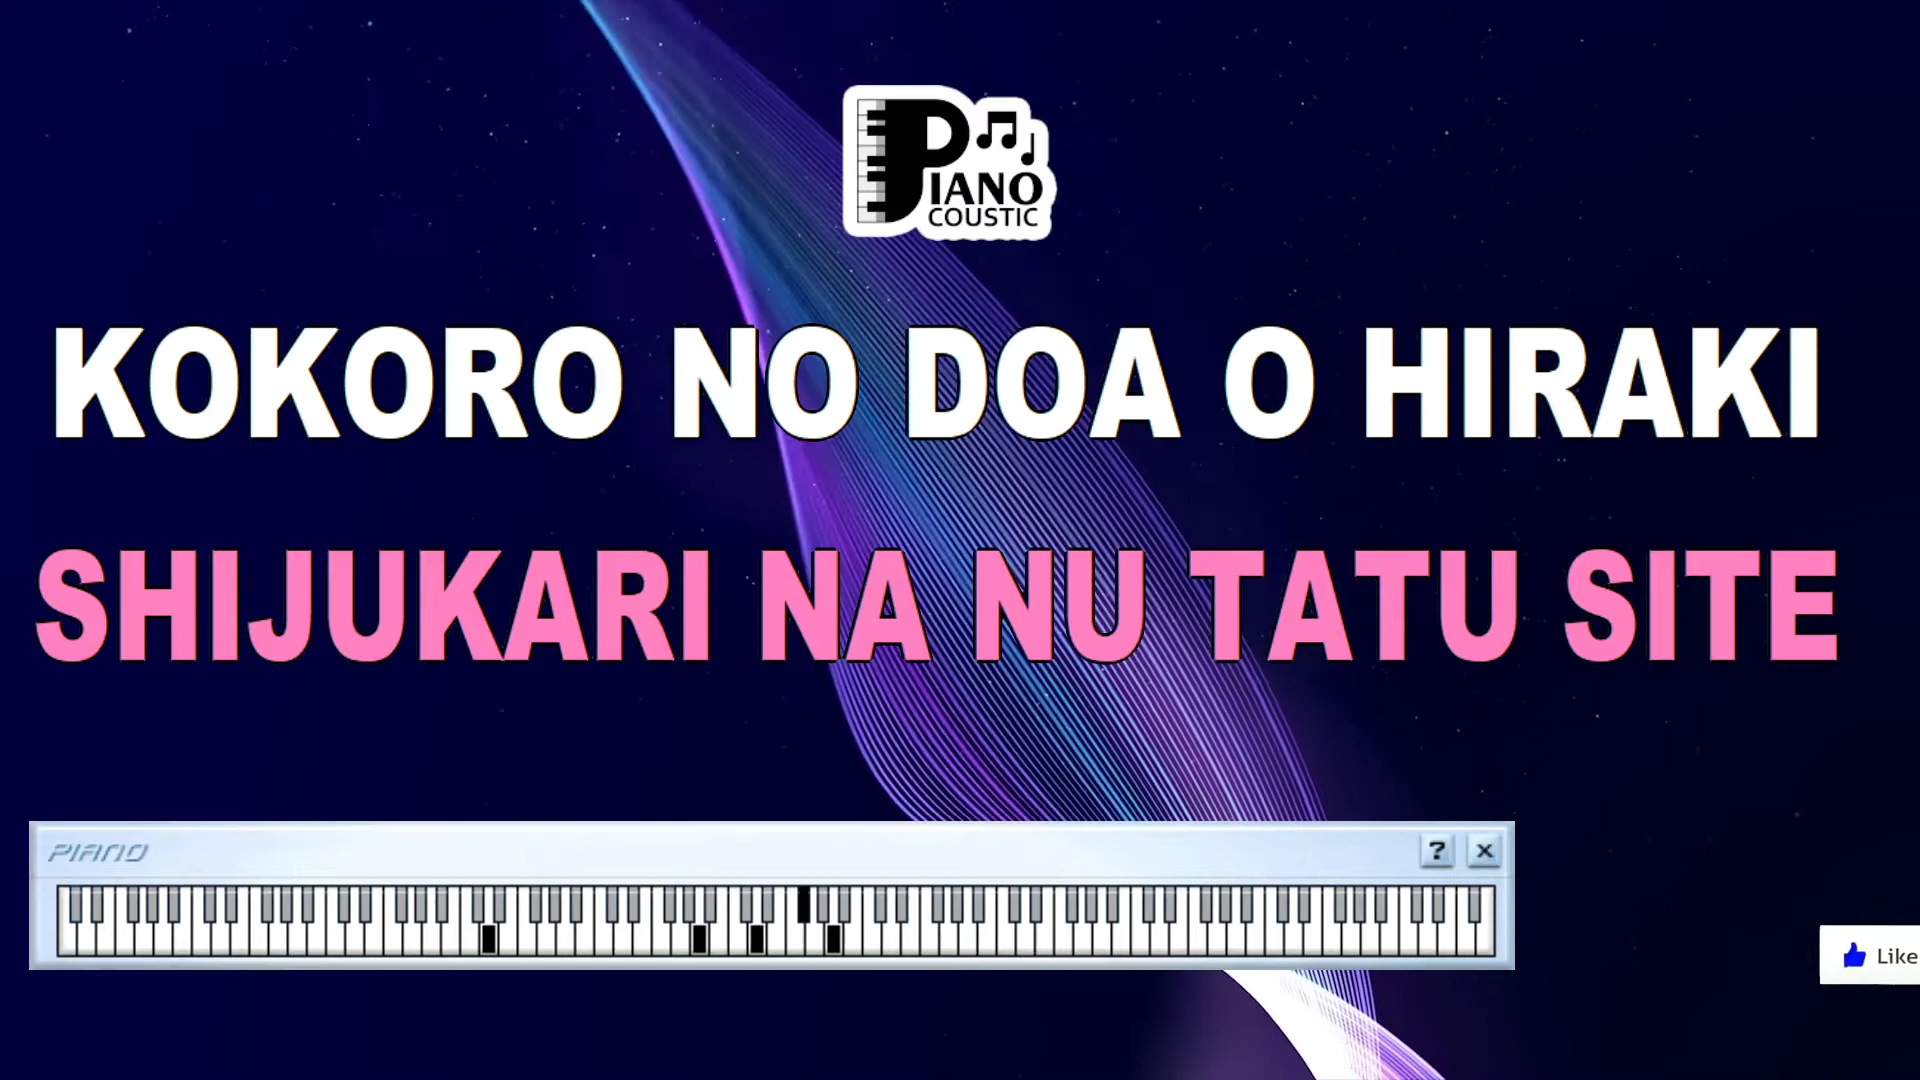 PIANO
COUSTIC
KOKORO NO DOA O HIRAKI
SHIJUKARI NA NU TATU SITE
PIANO
? x
Like